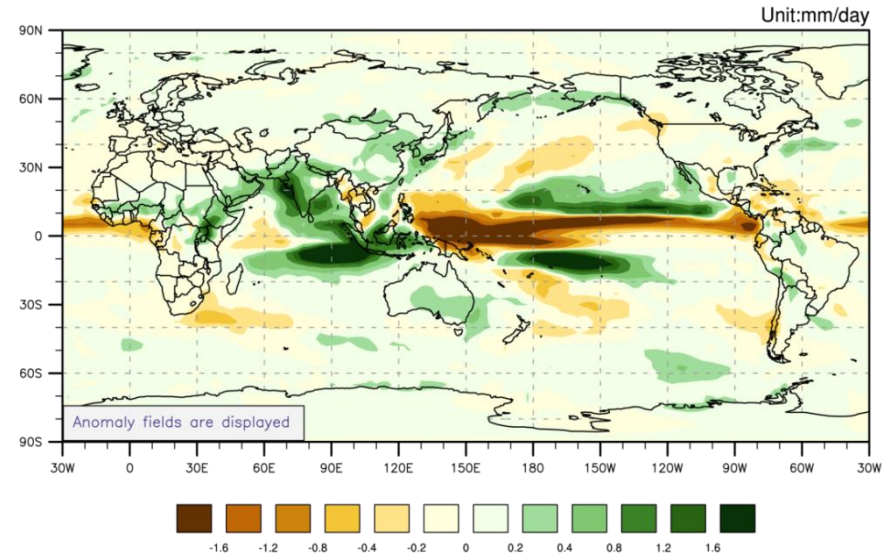 Unit:mm/day
90N
60N
30N
0
30S
60S
Anomaly fields are displayed
90S
30W 0 30E 60E 90E 120E 150E 180 150W 120W 90W 60W 30W
-1.6 -1.2 -0.8 -0.4 -0.2 0 0.2 0.4 0.8 1.2 1.6